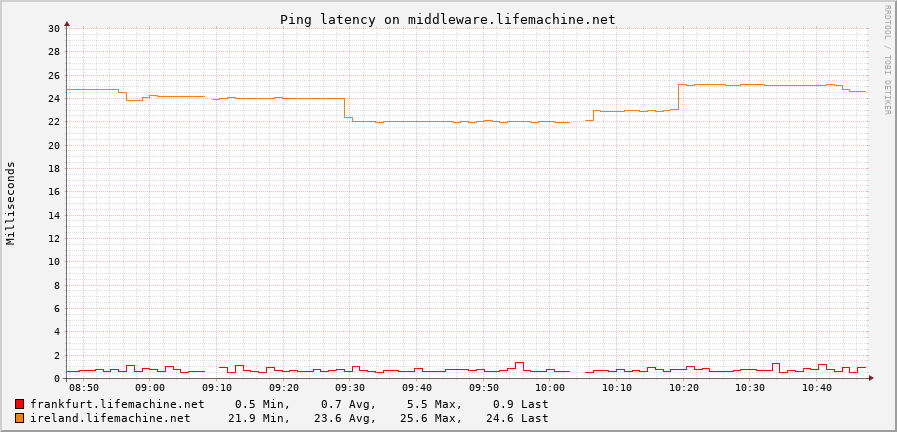 Ping latency on middleware.lifemachine.net
RRDTOOL / TOBI OETIKER
Milliseconds
30
28
26
24
22
20
18
16
14
12
10
8
6
4
2
0
08:50 09:00 09:10 09:20 09:30 09:40 09:50 10:00 10:10 10:20 10:30 10:40
frankfurt.lifemachine.net 0.5 Min, 0.7 Avg, 5.5 Max, 0.9 Last
ireland.lifemachine.net 21.9 Min, 23.6 Avg, 25.6 Max, 24.6 Last